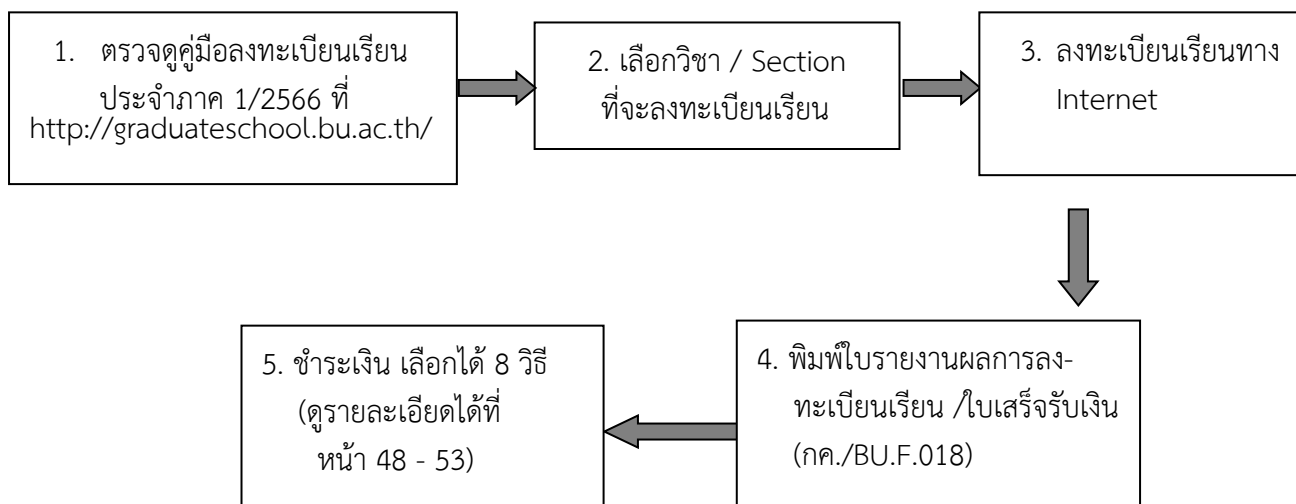 1. ตรวจดูคู่มือลงทะเบียนเรียน
ประจำภาค 1/2566 ที่
http://graduateschool.bu.ac.th/
2. เลือกวิชา / Section
ที่จะลงทะเบียนเรียน
3. ลงทะเบียนเรียนทาง
Internet
4. พิมพ์ใบรายงานผลการลง-
ทะเบียนเรียน /ใบเสร็จรับเงิน
(กค./BU.F.018)
5. ชำระเงิน เลือกได้ 8 วิธี
(ดูรายละเอียดได้ที่
หน้า 48 - 53)